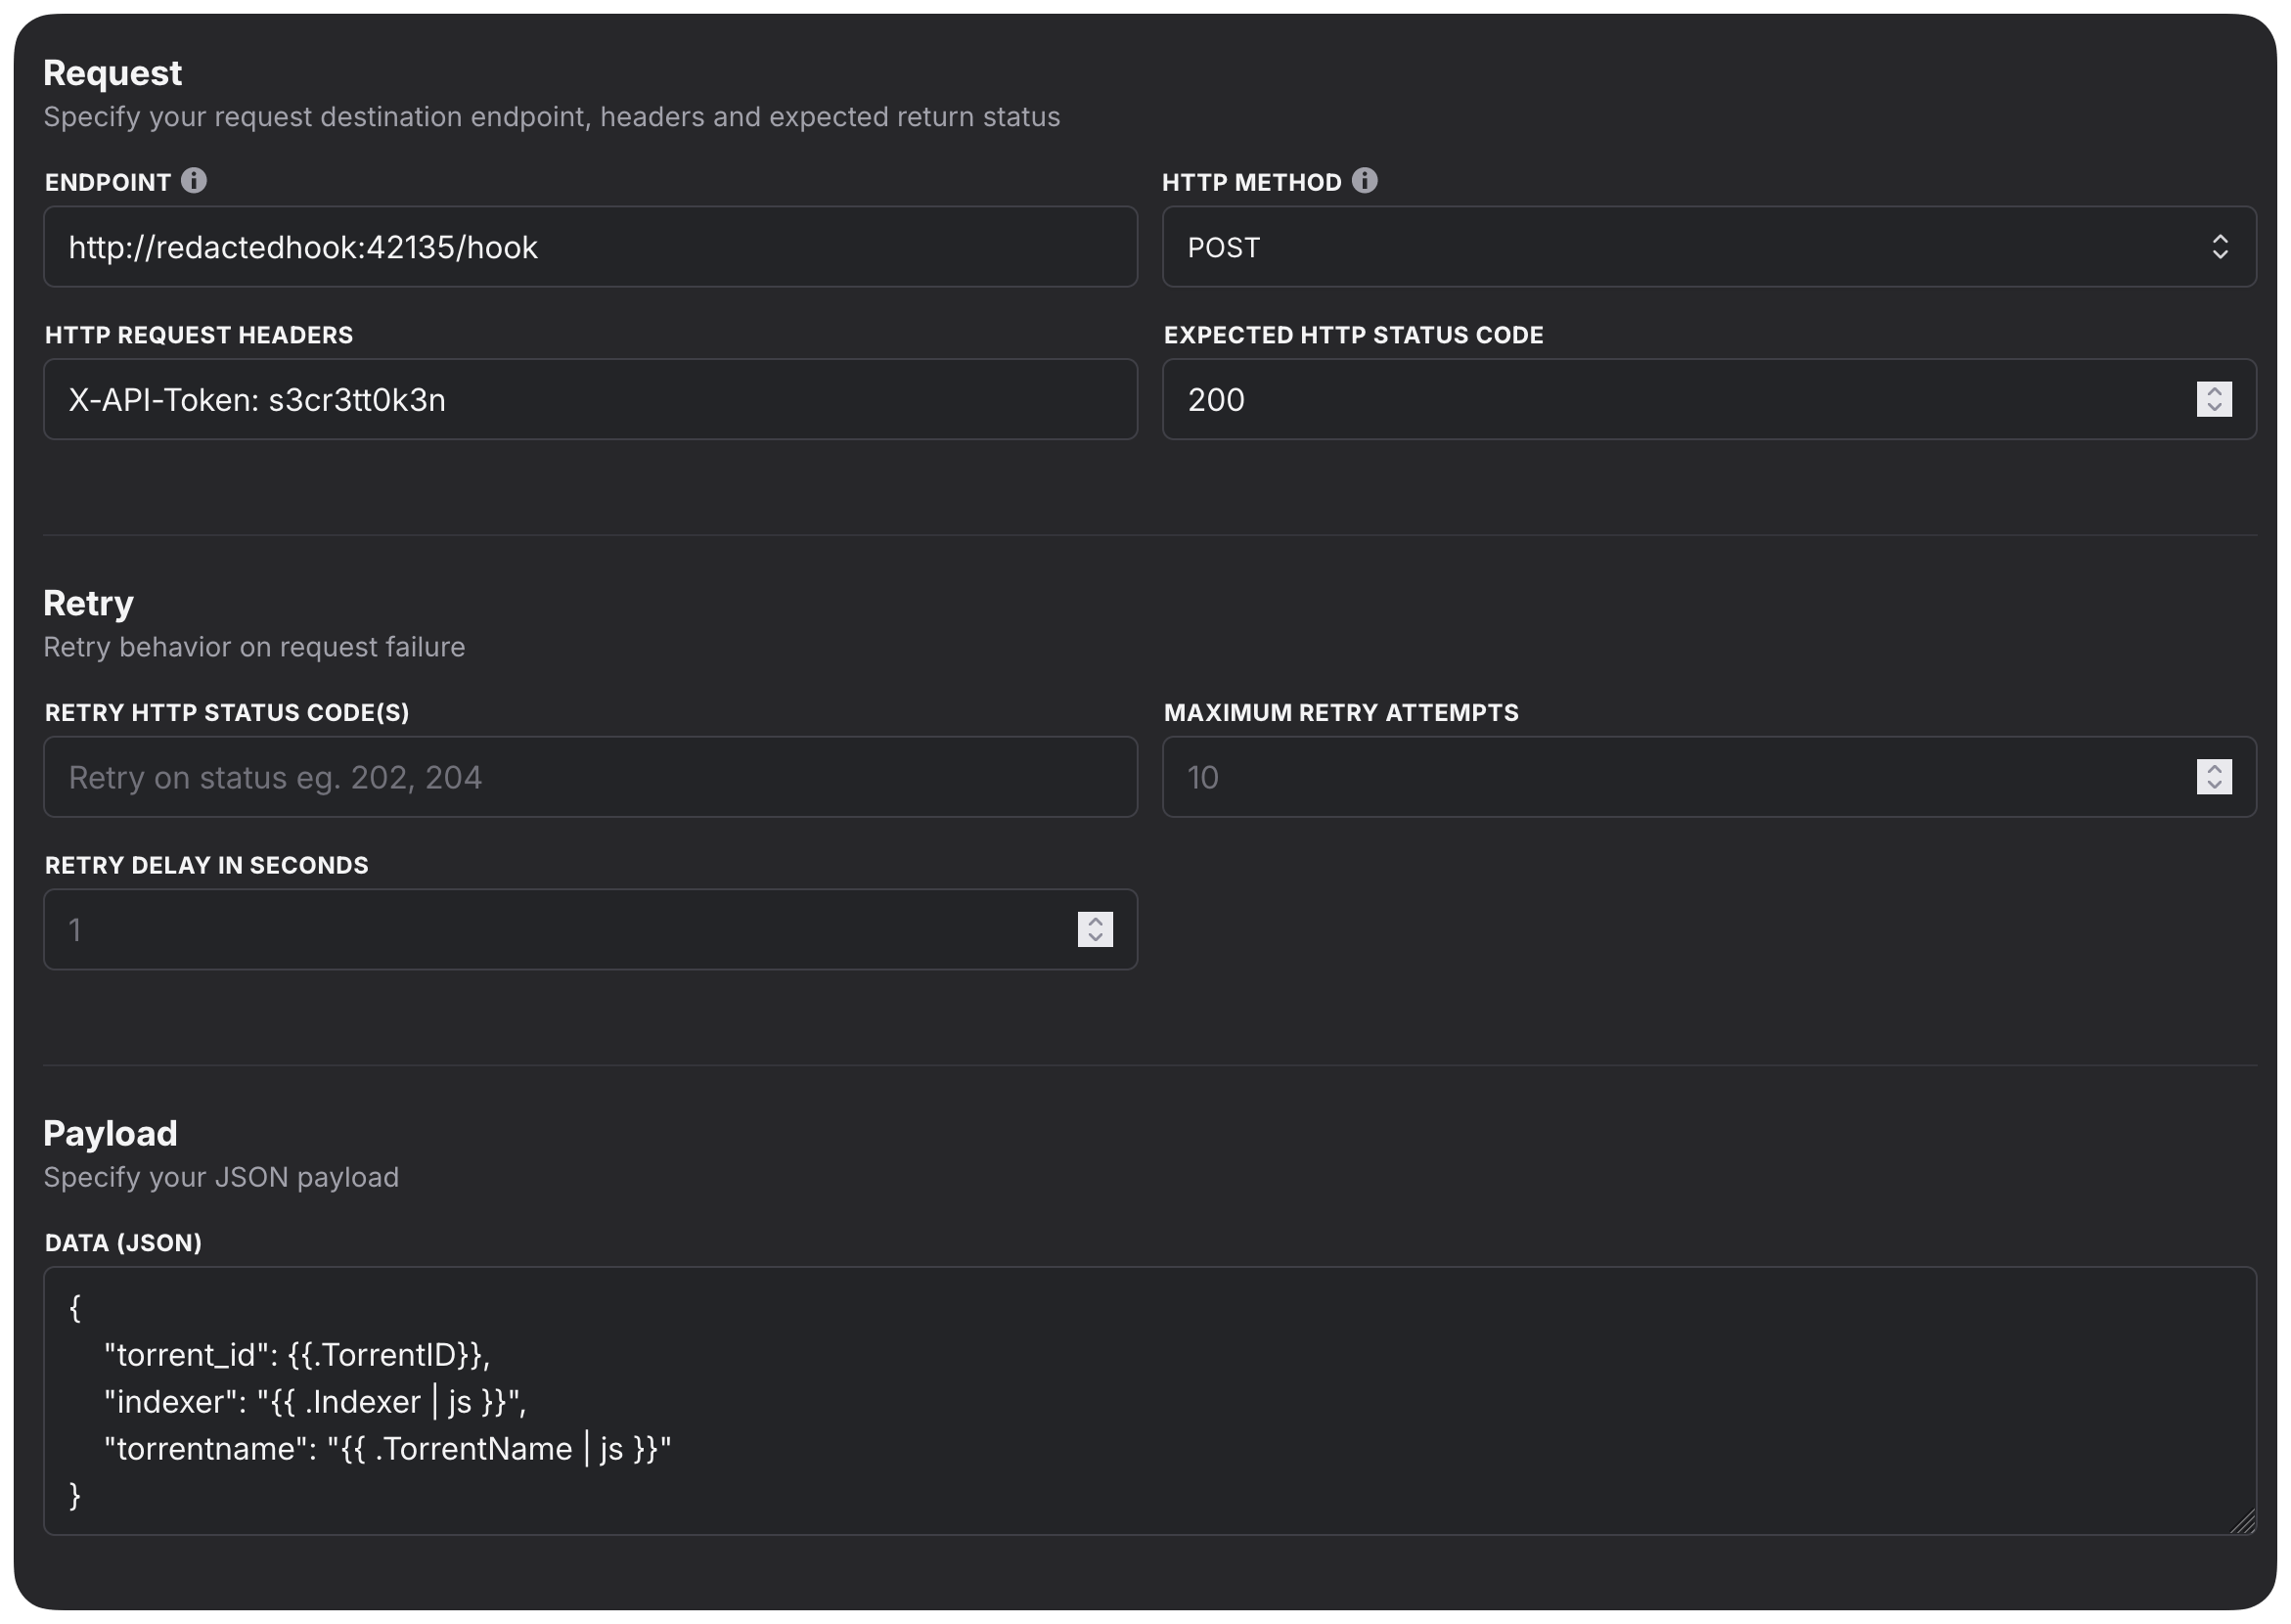 Request
Specify your request destination endpoint, headers and expected return status
ENDPOINT
HTTP METHOD
http://redactedhook:42135/hook
POST
HTTP REQUEST HEADERS
EXPECTED HTTP STATUS CODE
X-API-Token: s3cr3tt0k3n
200
Retry
Retry behavior on request failure
RETRY HTTP STATUS CODE(S)
MAXIMUM RETRY ATTEMPTS
Retry on status eg. 202, 204
10
RETRY DELAY IN SECONDS
1
Payload
Specify your JSON payload
DATA (JSON)
{
    "torrent_id": {{.TorrentID}},
    "indexer": "{{ .Indexer | js }}",
    "torrentname": "{{ .TorrentName | js }}"
}